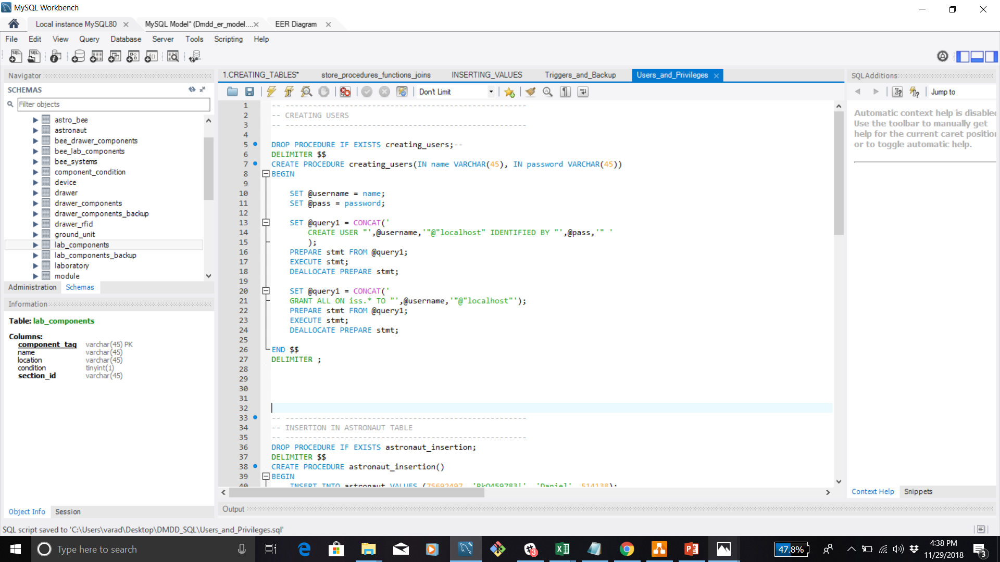 MySQL Workbench
Local instance MySQL80
MySQL Model* (Dmdd_er_model....
EER Diagram
File Edit View Query Database Server Tools Scripting Help
Navigator
SCHEMAS
Filter objects
astro_bee
astronaut
bee_drawer_components
bee_lab_components
bee_systems
component_condition
device
drawer
drawer_components
drawer_components_backup
drawer_rfid
ground_unit
lab_components
lab_components_backup
laboratory
module
Administration Schemas
Information
Table: lab_components
Columns:
component_tag varchar(45) PK
name varchar(45)
location varchar(45)
condition tinyint(1)
section_id varchar(45)
Object Info Session
1.CREATING_TABLES* store_procedures_functions_joins INSERTING_VALUES Triggers_and_Backup Users_and_Privileges
Don't Limit
1 -- -----------------------------------------------------
2 -- CREATING USERS
3 -- -----------------------------------------------------
4
5 DROP PROCEDURE IF EXISTS creating_users;--
6 DELIMITER $$
7 CREATE PROCEDURE creating_users(IN name VARCHAR(45), IN password VARCHAR(45))
8 BEGIN
9
10 SET @username = name;
11 SET @pass = password;
12
13 SET @query1 = CONCAT('
14 CREATE USER "',@username,'"@"localhost" IDENTIFIED BY "',@pass,'" '
15 );
16 PREPARE stmt FROM @query1;
17 EXECUTE stmt;
18 DEALLOCATE PREPARE stmt;
19
20 SET @query1 = CONCAT('
21 GRANT ALL ON iss.* TO "',@username,'"@"localhost"');
22 PREPARE stmt FROM @query1;
23 EXECUTE stmt;
24 DEALLOCATE PREPARE stmt;
25
26 END $$
27 DELIMITER ;
28
29
30
31
32
33 -- -----------------------------------------------------
34 -- INSERTION IN ASTRONAUT TABLE
35 -- -----------------------------------------------------
36 DROP PROCEDURE IF EXISTS astronaut_insertion;
37 DELIMITER $$
38 CREATE PROCEDURE astronaut_insertion()
39 BEGIN
40 INSERT INTO astronaut VALUES (75692497, 'Daniel', 514138);
Output
SQLAdditions
Jump to
Automatic context help is disabled
Use the toolbar to manually get
help for the current caret position
or to toggle automatic help.
Context Help Snippets
SQL script saved to 'C:\Users\varad\Desktop\DMDD_SQL\Users_and_Privileges.sql'
Type here to search
3
47.8%
4:38 PM
11/29/2018
3